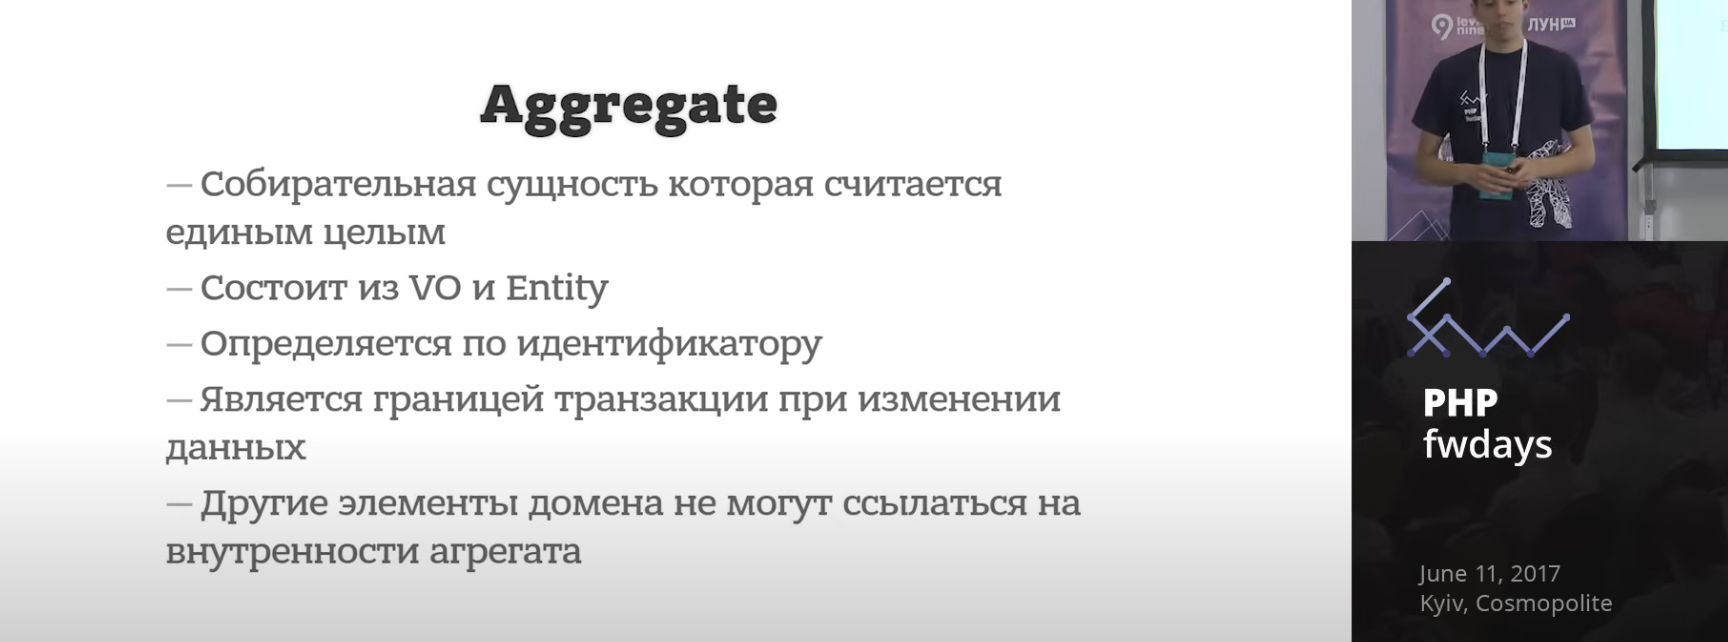 Aggregate
— Собирательная сущность которая считается
единым целым
— Состоит из VO и Entity
— Определяется по идентификатору
— Является границей транзакции при изменении
данных
— Другие элементы домена не могут ссылаться на
внутренности агрегата
ЛУН UA
PHP
fwdays
June 11, 2017
Kyiv, Cosmopolite